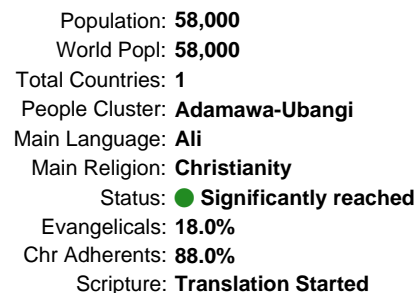 Population: 58,000
World Popl: 58,000
Total Countries: 1
People Cluster: Adamawa-Ubangi
Main Language: Ali
Main Religion: Christianity
Status: Significantly reached
Evangelicals: 18.0%
Chr Adherents: 88.0%
Scripture: Translation Started